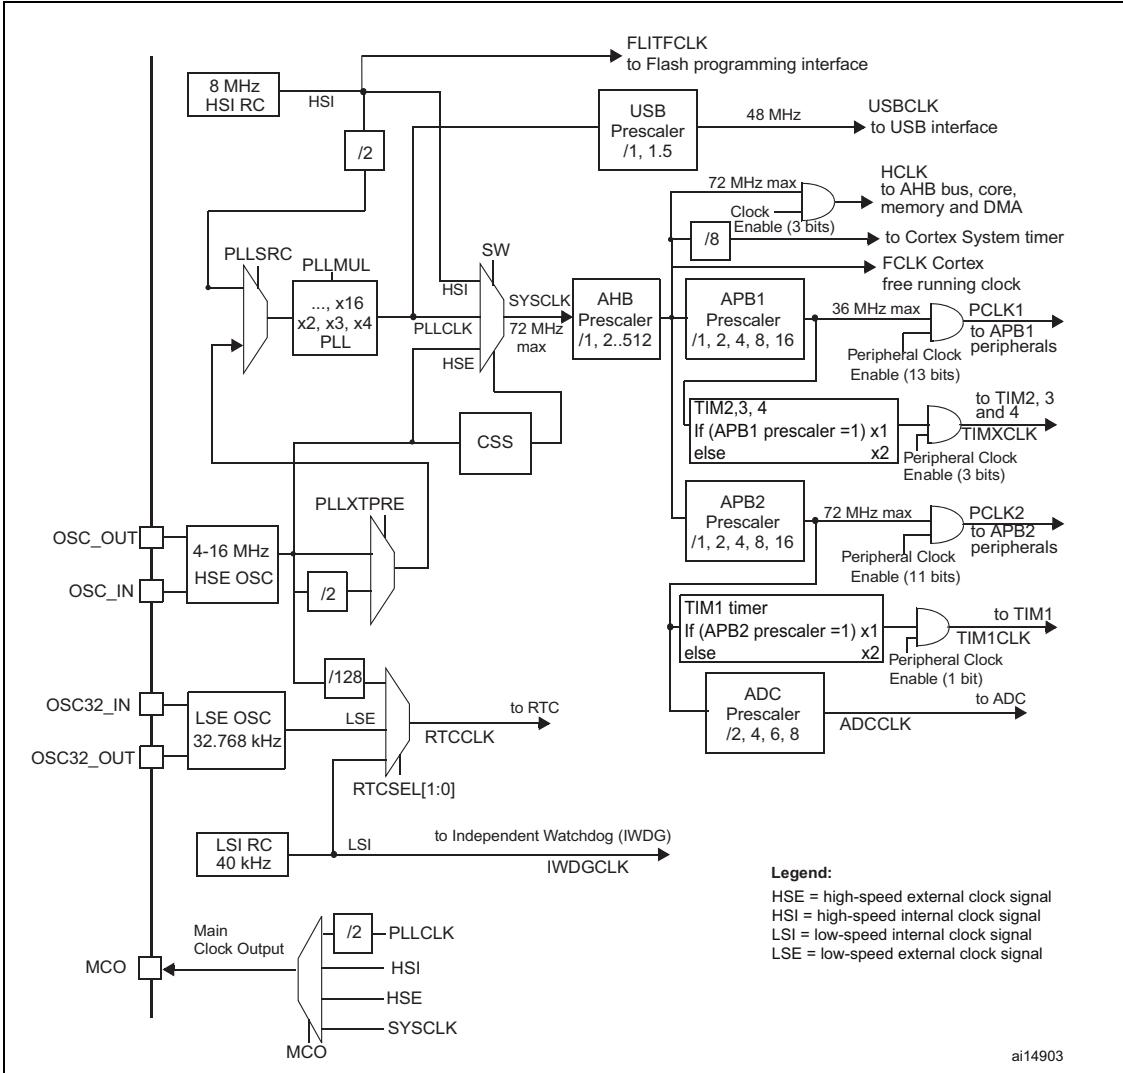 FLITFCLK
to Flash programming interface
8 MHz
HSI RC
HSI
/2
USB
Prescaler
/1, 1.5
48 MHz
USBCLK
to USB interface
72 MHz max
Clock
Enable (3 bits)
HCLK
to AHB bus, core,
memory and DMA
/8
to Cortex System timer
FCLK Cortex
free running clock
PLLSRC
PLLMUL
..., x16
x2, x3, x4
PLL
SW
HSI
PLLCLK
HSE
SYSCLK
72 MHz
max
AHB
Prescaler
/1, 2..512
APB1
Prescaler
/1, 2, 4, 8, 16
36 MHz max
PCLK1
to APB1
peripherals
Peripheral Clock
Enable (13 bits)
TIM2,3, 4
If (APB1 prescaler =1) x1
else x2
to TIM2, 3
and 4
TIMXCLK
Peripheral Clock
Enable (3 bits)
CSS
APB2
Prescaler
/1, 2, 4, 8, 16
72 MHz max
PCLK2
to APB2
peripherals
Peripheral Clock
Enable (11 bits)
TIM1 timer
If (APB2 prescaler =1) x1
else x2
to TIM1
TIM1CLK
Peripheral Clock
Enable (1 bit)
ADC
Prescaler
/2, 4, 6, 8
to ADC
ADCCLK
PLLXTPRE
OSC_OUT
OSC_IN
4-16 MHz
HSE OSC
/2
/128
OSC32_IN
OSC32_OUT
LSE OSC
32.768 kHz
LSE
to RTC
RTCCLK
RTCSEL[1:0]
LSI RC
40 kHz
LSI
to Independent Watchdog (IWDG)
IWDGCLK
Main
Clock Output
MCO
/2
PLLCLK
HSI
HSE
SYSCLK
MCO
Legend:
HSE = high-speed external clock signal
HSI = high-speed internal clock signal
LSI = low-speed internal clock signal
LSE = low-speed external clock signal
ai14903